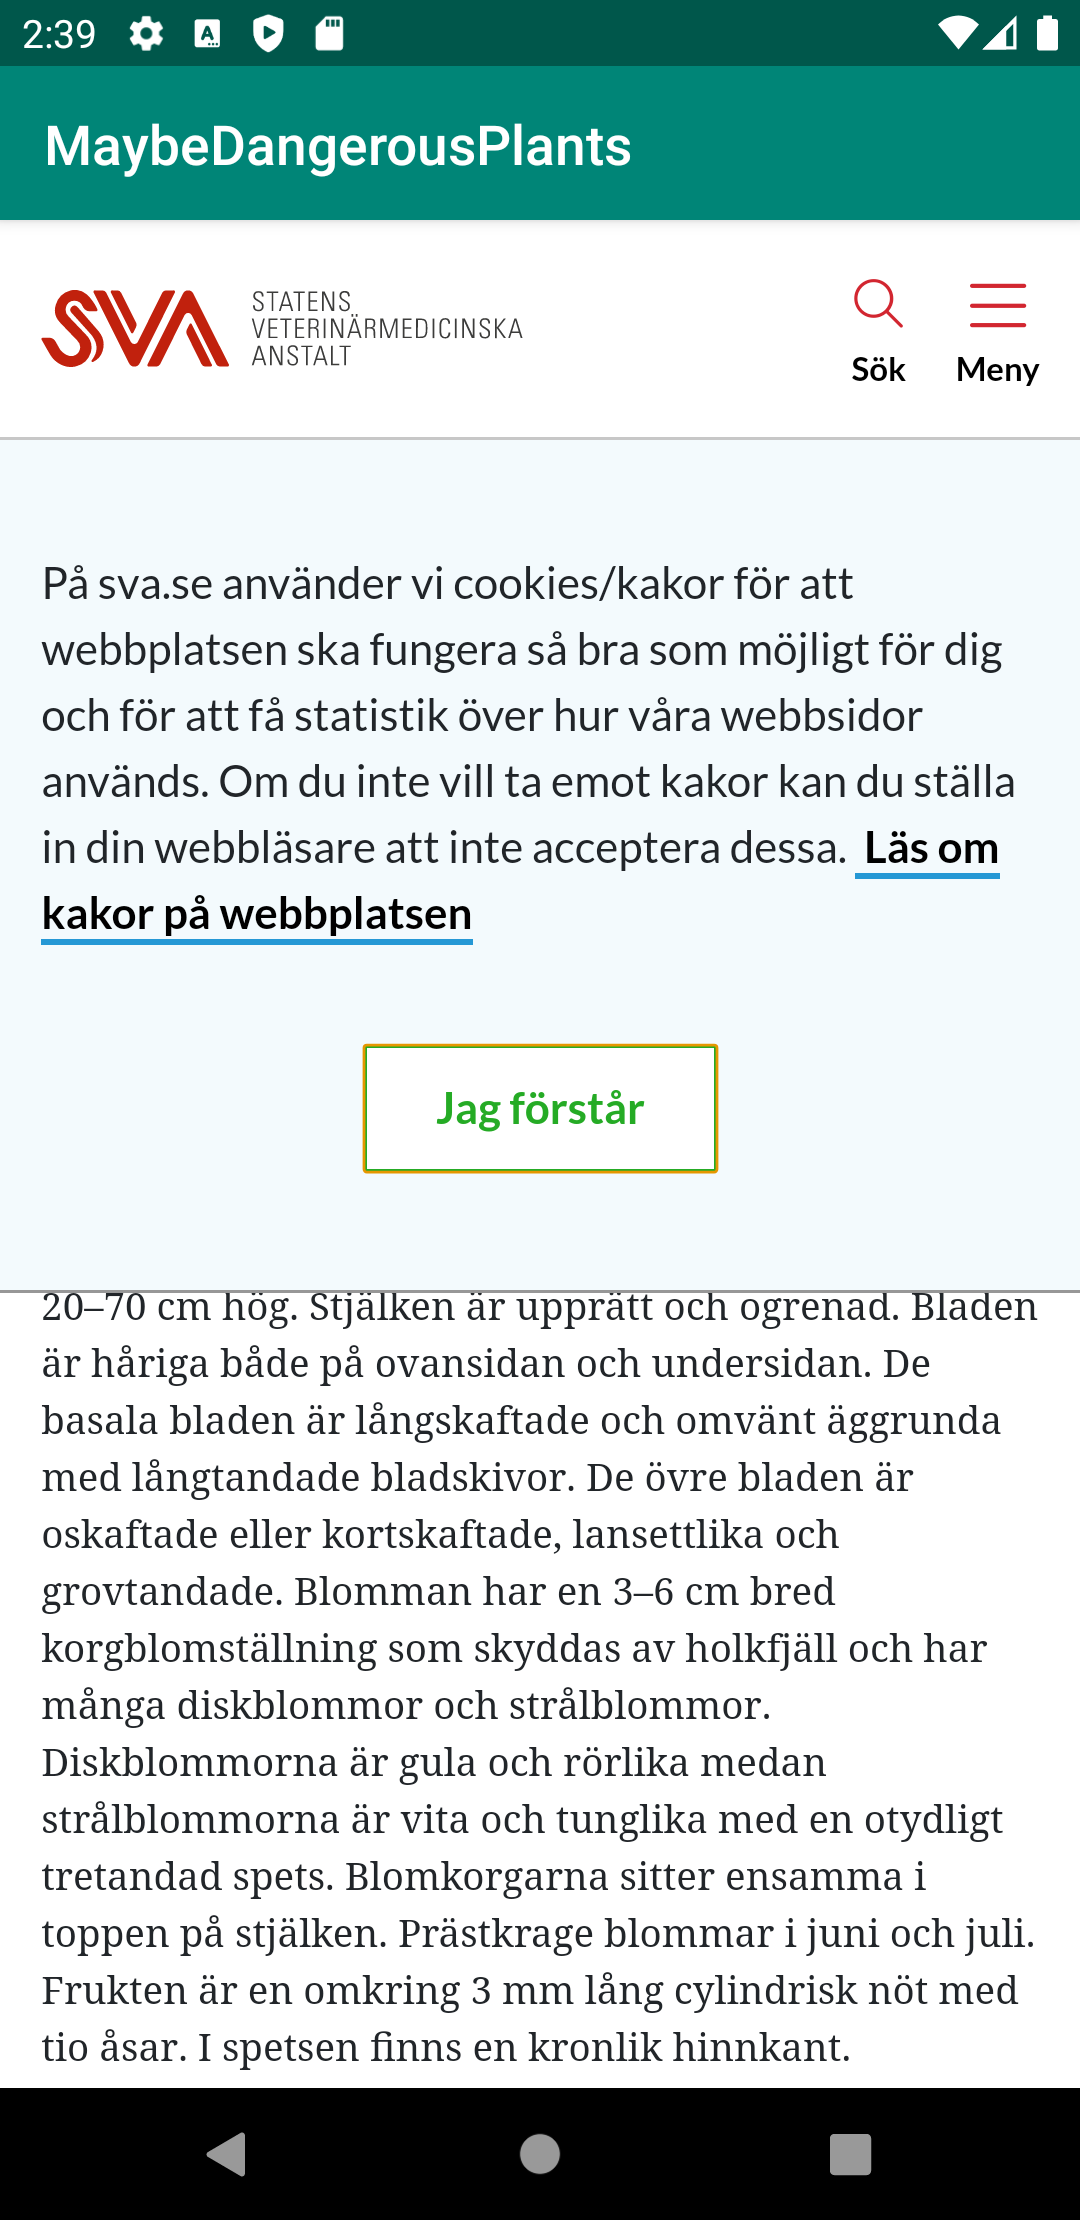 2:39
MaybeDangerousPlants
SVA
STATENS
VETERINÄRMEDICINSKA
ANSTALT
Sök
Meny
På sva.se använder vi cookies/kakor för att
webbplatsen ska fungera så bra som möjligt för dig
och för att få statistik över hur våra webbsidor
används. Om du inte vill ta emot kakor kan du ställa
in din webbläsare att inte acceptera dessa. Läs om
kakor på webbplatsen
Jag förstår
20–70 cm hög. Stjälken är upprätt och ogrenad. Bladen
är håriga både på ovansidan och undersidan. De
basala bladen är långskaftade och omvänt äggrunda
med långtandade bladskivor. De övre bladen är
oskaftade eller kortskaftade, lansettlika och
grovtandade. Blomman har en 3–6 cm bred
korgblomställning som skyddas av holkfjäll och har
många diskblommor och strålblommor.
Diskblommorna är gula och rörlika medan
strålblommorna är vita och tunglika med en otydligt
tretandad spets. Blomkorgarna sitter ensamma i
toppen på stjälken. Prästkrage blommar i juni och juli.
Frukten är en omkring 3 mm lång cylindrisk nöt med
tio åsar. I spetsen finns en kronlik hinnkant.